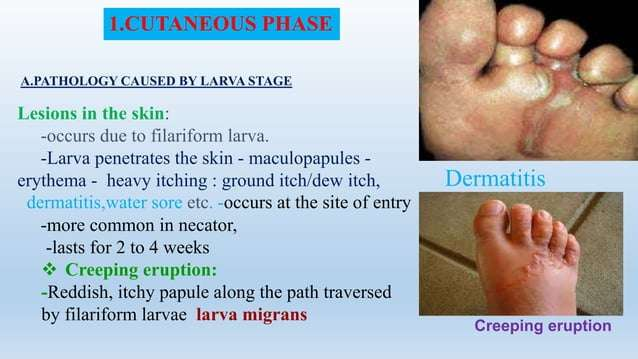 1.CUTANEOUS PHASE
A.PATHOLOGY CAUSED BY LARVA STAGE
Lesions in the skin:
-occurs due to filariform larva.
-Larva penetrates the skin - maculopapules -
erythema - heavy itching : ground itch/dew itch,
dermatitis,water sore etc. -occurs at the site of entry
-more common in necator,
-lasts for 2 to 4 weeks
❖ Creeping eruption:
-Reddish, itchy papule along the path traversed
by filariform larvae larva migrans
Dermatitis
Creeping eruption